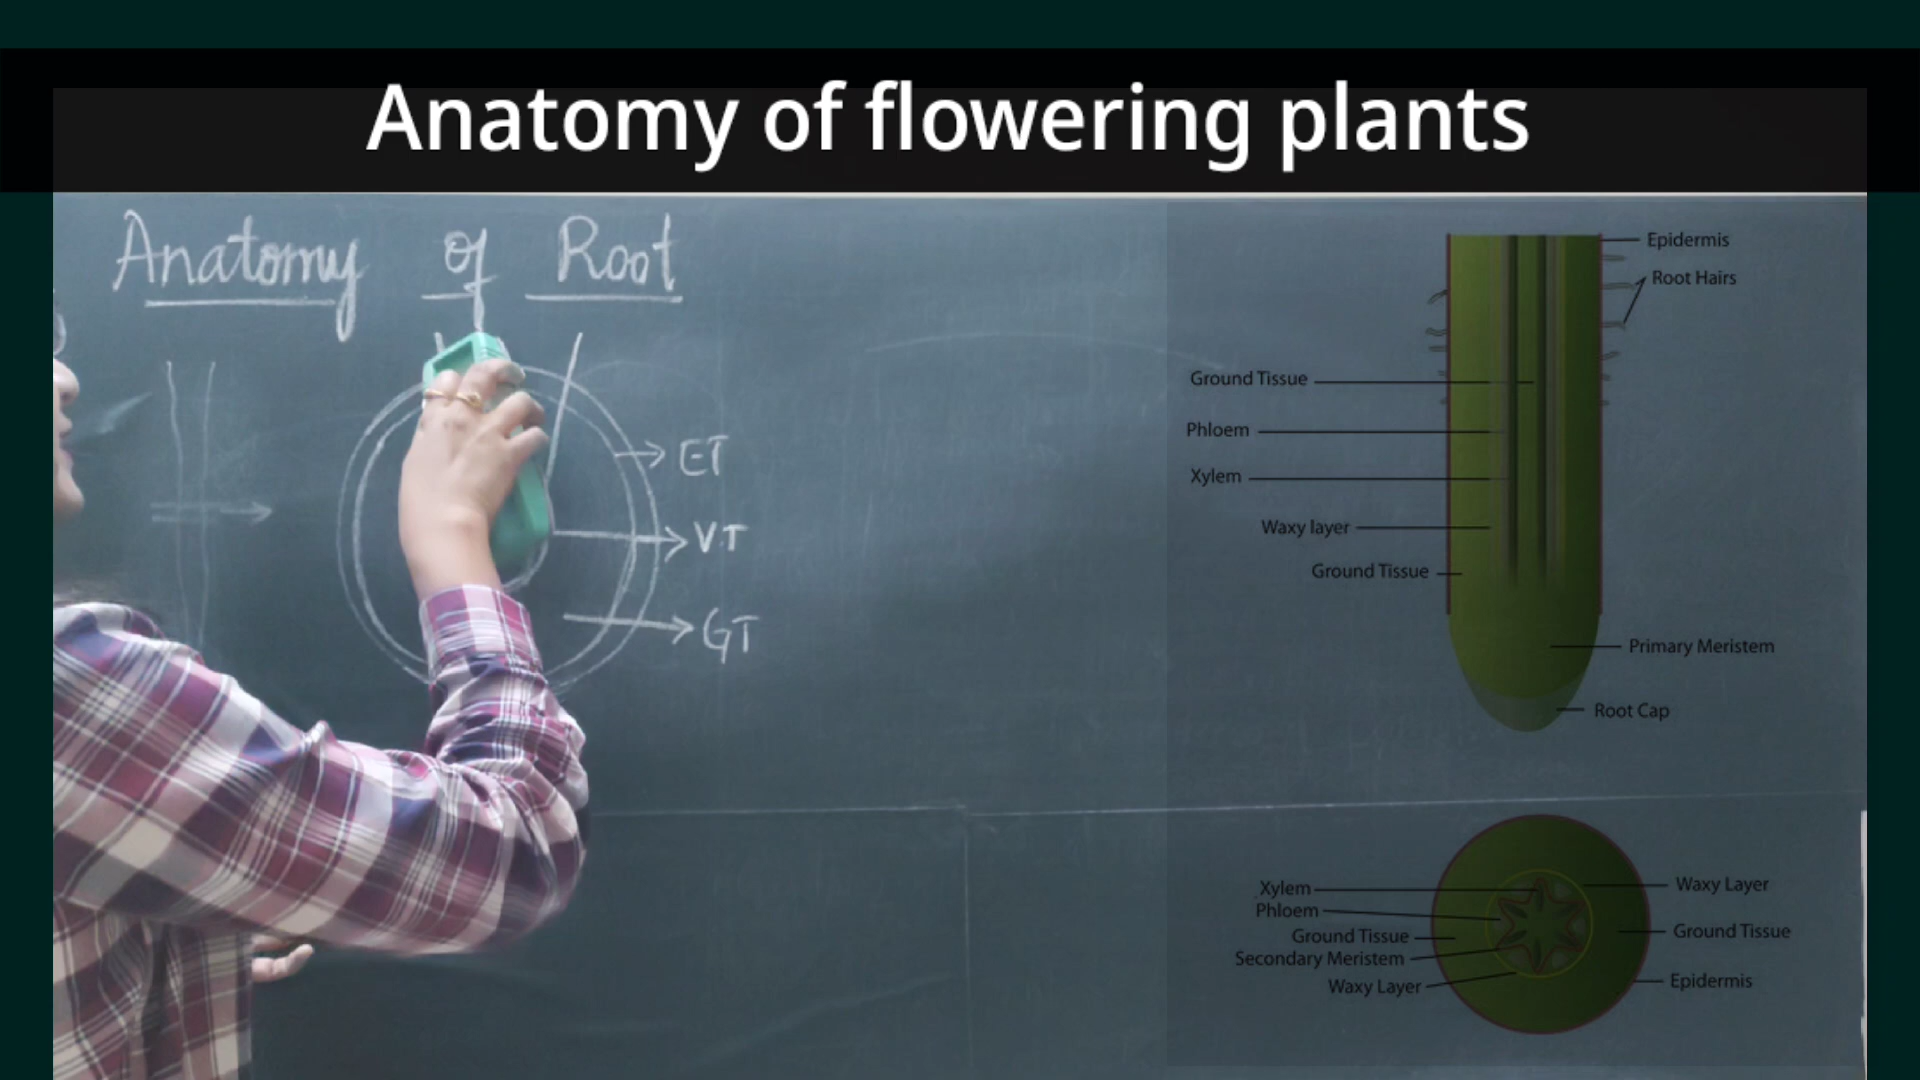 Anatomy of flowering plants
Anatomy of Root
ET
V.T
GT
Epidermis
Root Hairs
Ground Tissue
Phloem
Xylem
Waxy layer
Ground Tissue
Primary Meristem
Root Cap
Xylem
Phloem
Ground Tissue
Secondary Meristem
Waxy Layer
Waxy Layer
Ground Tissue
Epidermis